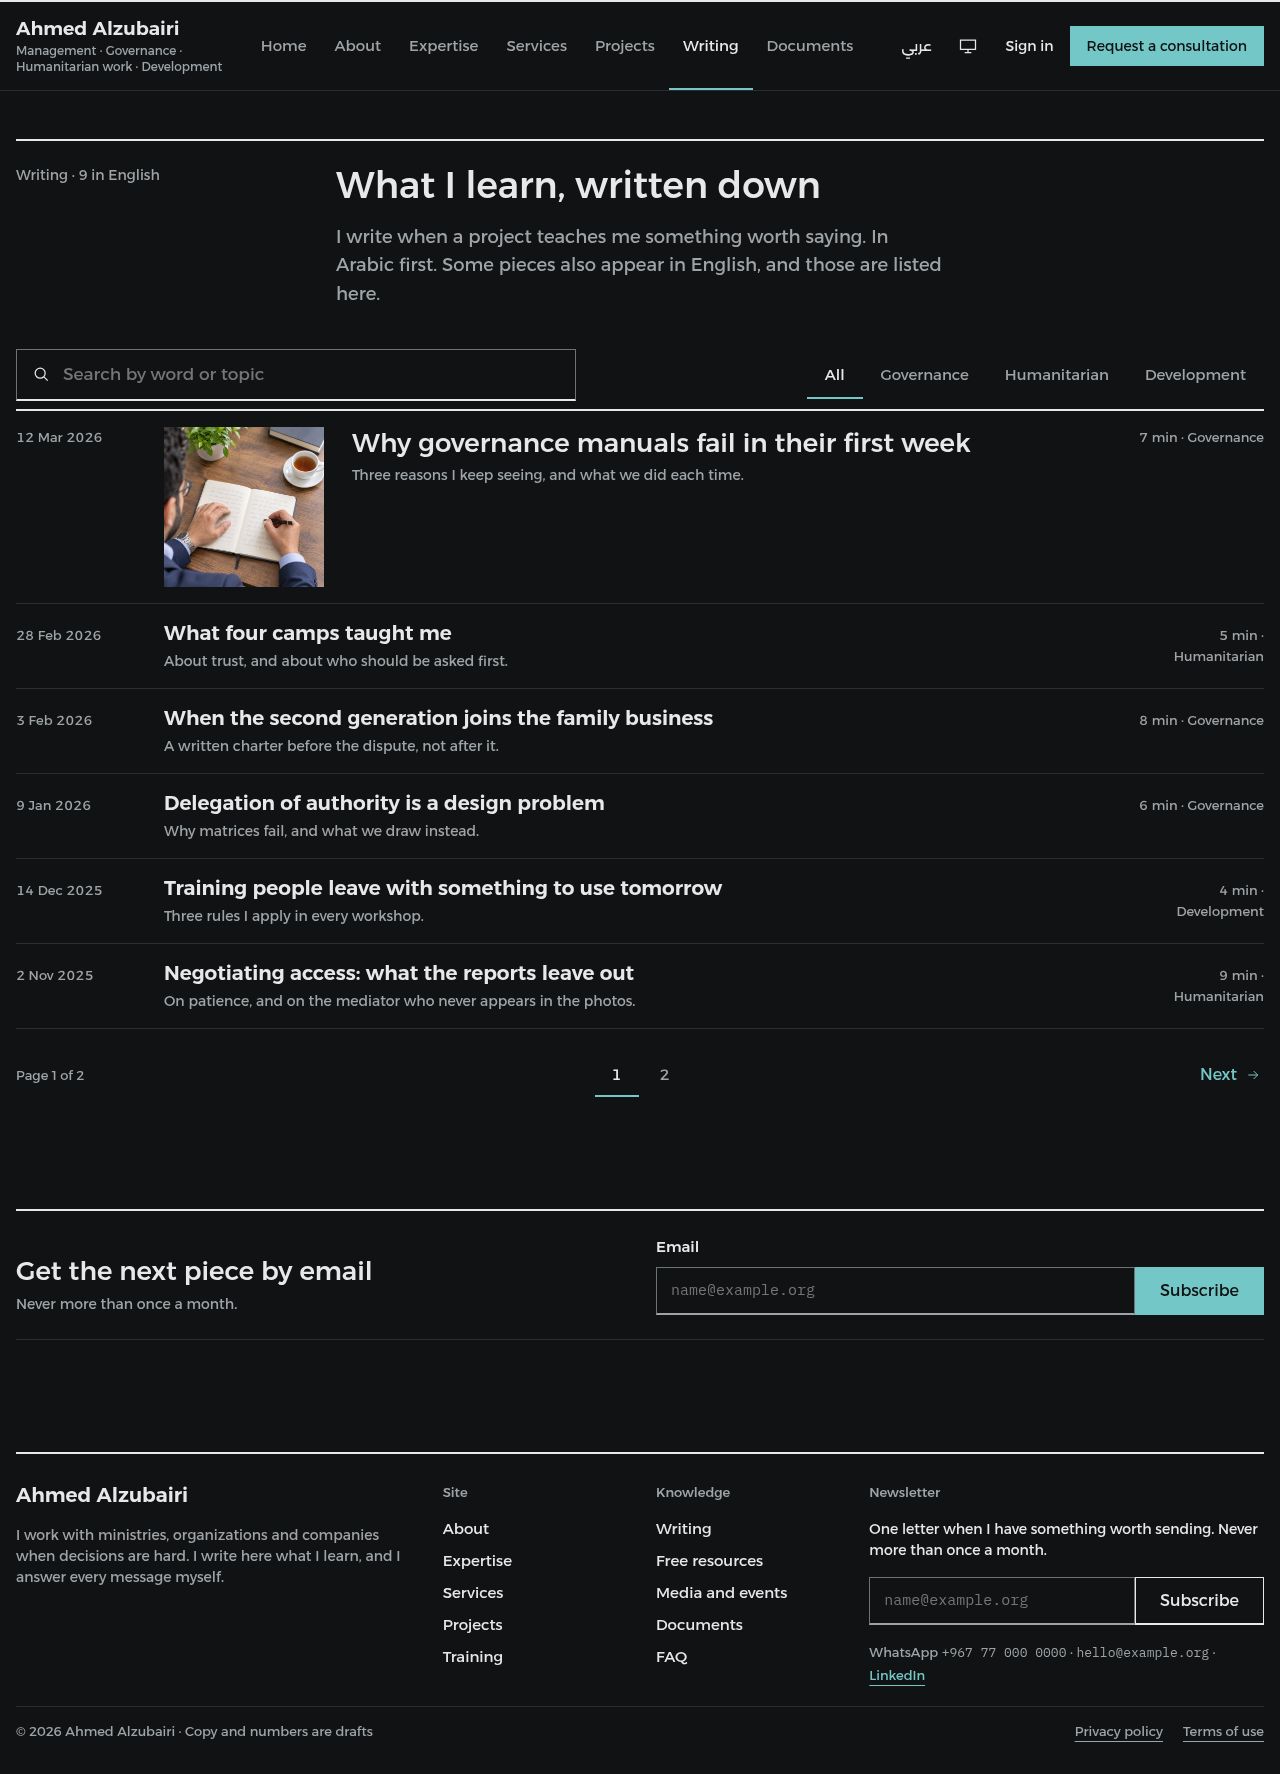 Ahmed Alzubairi
Management · Governance ·
Humanitarian work · Development
Home
About
Expertise
Services
Projects
Writing
Documents
عربي
Sign in
Request a consultation
Writing · 9 in English
What I learn, written down
I write when a project teaches me something worth saying. In
Arabic first. Some pieces also appear in English, and those are listed
here.
Search by word or topic
All
Governance
Humanitarian
Development
12 Mar 2026
Why governance manuals fail in their first week
Three reasons I keep seeing, and what we did each time.
7 min · Governance
28 Feb 2026
What four camps taught me
About trust, and about who should be asked first.
5 min ·
Humanitarian
3 Feb 2026
When the second generation joins the family business
A written charter before the dispute, not after it.
8 min · Governance
9 Jan 2026
Delegation of authority is a design problem
Why matrices fail, and what we draw instead.
6 min · Governance
14 Dec 2025
Training people leave with something to use tomorrow
Three rules I apply in every workshop.
4 min ·
Development
2 Nov 2025
Negotiating access: what the reports leave out
On patience, and on the mediator who never appears in the photos.
9 min ·
Humanitarian
Page 1 of 2
1
2
Next →
Get the next piece by email
Never more than once a month.
Email
name@example.org
Subscribe
Ahmed Alzubairi
I work with ministries, organizations and companies
when decisions are hard. I write here what I learn, and I
answer every message myself.
Site
About
Expertise
Services
Projects
Training
Knowledge
Writing
Free resources
Media and events
Documents
FAQ
Newsletter
One letter when I have something worth sending. Never
more than once a month.
name@example.org
Subscribe
WhatsApp +967 77 000 0000 · hello@example.org ·
LinkedIn
© 2026 Ahmed Alzubairi · Copy and numbers are drafts
Privacy policy
Terms of use